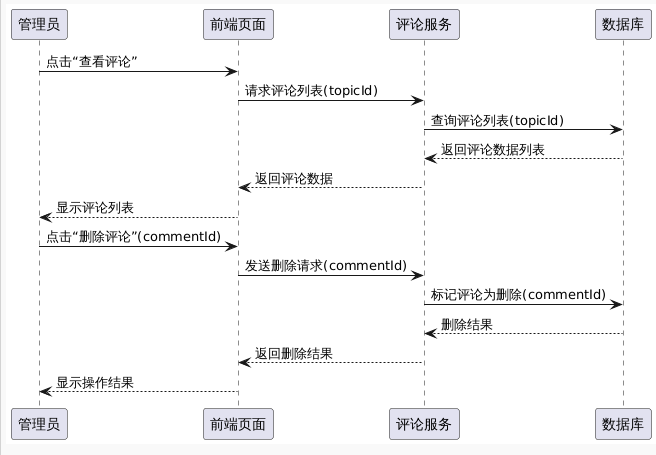 管理员 前端页面 评论服务 数据库
点击“查看评论”
请求评论列表(topicId)
查询评论列表(topicId)
返回评论数据列表
返回评论数据
显示评论列表
点击“删除评论”(commentId)
发送删除请求(commentId)
标记评论为删除(commentId)
删除结果
返回删除结果
显示操作结果
管理员 前端页面 评论服务 数据库